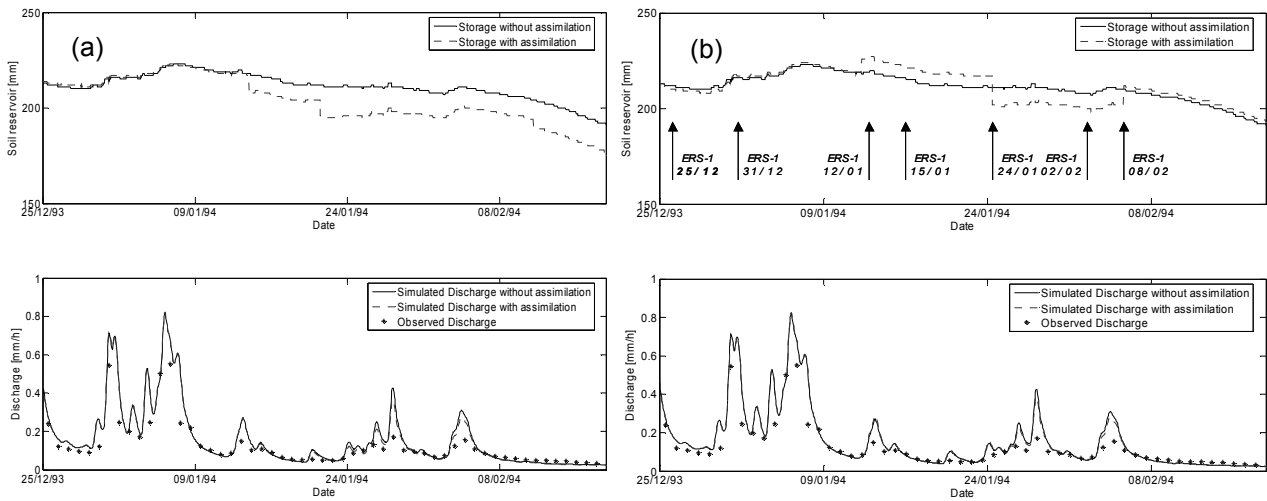 250
200
150
Soil reservoir [mm]
(a)
Storage without assimilation
Storage with assimilation
25/12/93
09/01/94
24/01/94
08/02/94
Date
250
200
150
Soil reservoir [mm]
(b)
Storage without assimilation
Storage with assimilation
ERS-1
25/12
ERS-1
31/12
ERS-1
12/01
ERS-1
15/01
ERS-1
24/01
ERS-1
02/02
ERS-1
08/02
25/12/93
09/01/94
24/01/94
08/02/94
Date
1
0.8
0.6
0.4
0.2
0
Discharge [mm/h]
Simulated Discharge without assimilation
Simulated Discharge with assimilation
Observed Discharge
25/12/93
09/01/94
24/01/94
08/02/94
Date
1
0.8
0.6
0.4
0.2
0
Discharge [mm/h]
Simulated Discharge without assimilation
Simulated Discharge with assimilation
Observed Discharge
25/12/93
09/01/94
24/01/94
08/02/94
Date